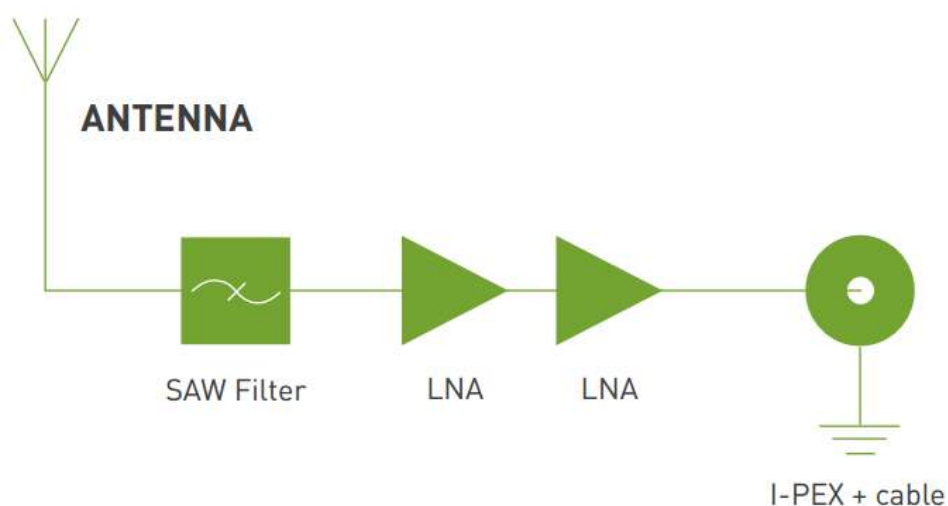 ANTENNA
SAW Filter
LNA
LNA
I-PEX + cable